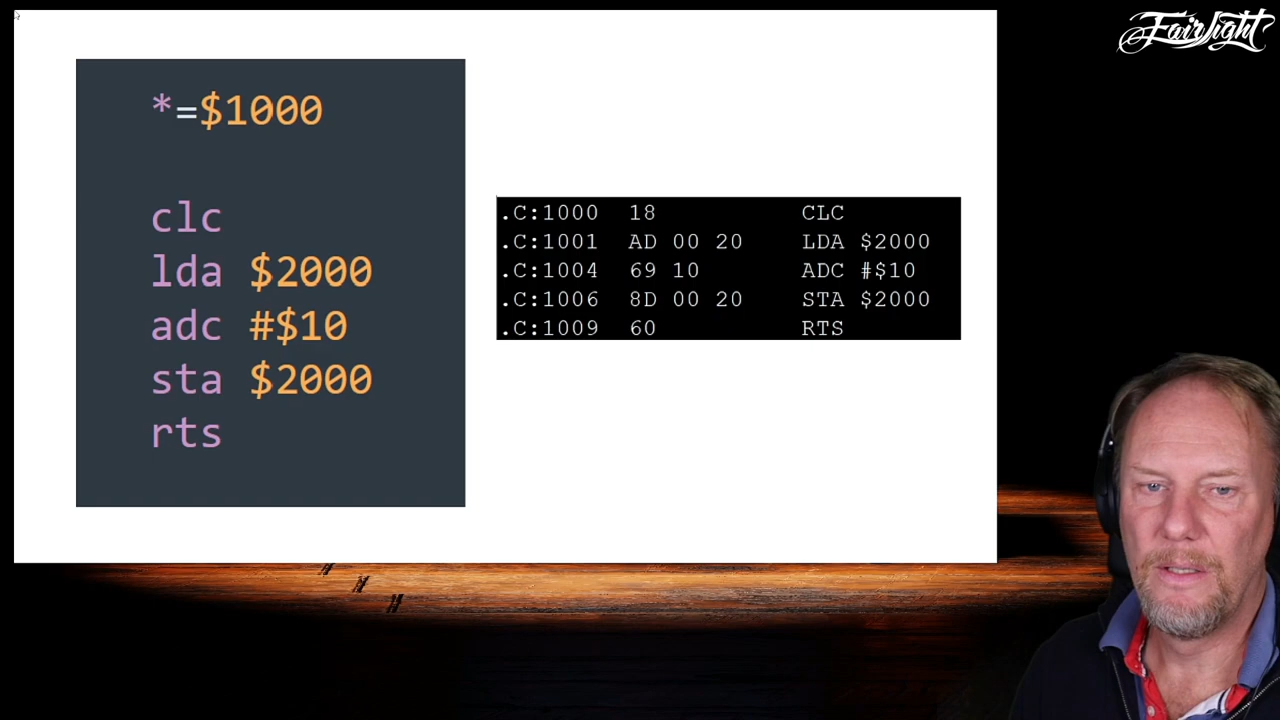 Fairlight
*=$1000
clc
lda $2000
adc #$10
sta $2000
rts
.C:1000  18          CLC
.C:1001  AD 00 20    LDA $2000
.C:1004  69 10       ADC #$10
.C:1006  8D 00 20    STA $2000
.C:1009  60          RTS